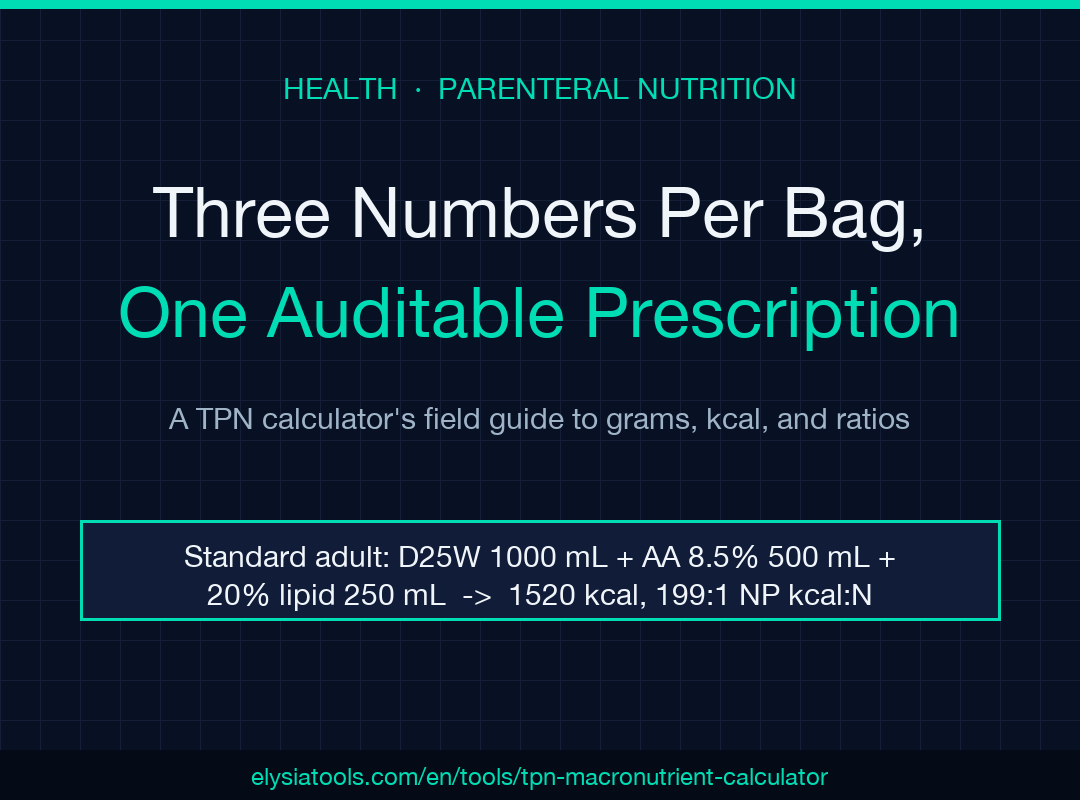 HEALTH · PARENTERAL NUTRITION
Three Numbers Per Bag,
One Auditable Prescription
A TPN calculator's field guide to grams, kcal, and ratios
Standard adult: D25W 1000 mL + AA 8.5% 500 mL +
20% lipid 250 mL -> 1520 kcal, 199:1 NP kcal:N
elysiatools.com/en/tools/tpn-macronutrient-calculator